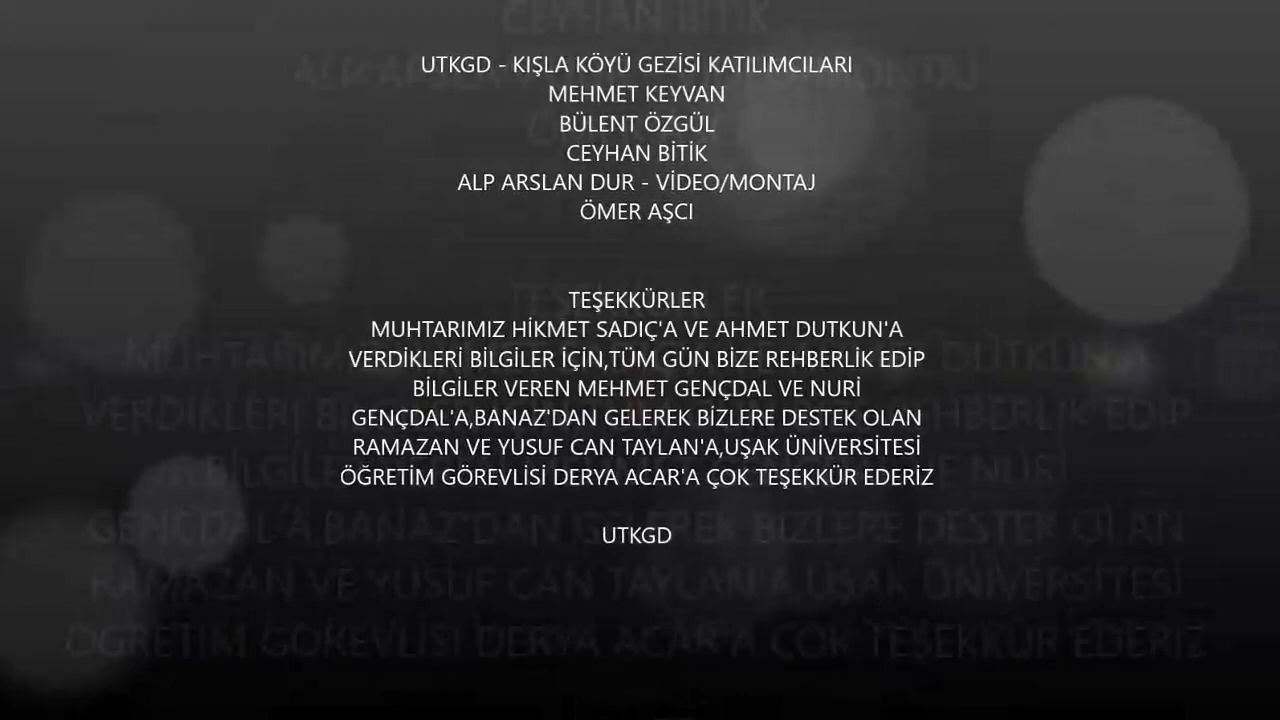 UTKGD - KIŞLA KÖYÜ GEZİSİ KATILIMCILARI
MEHMET KEYVAN
BÜLENT ÖZGÜL
CEYHAN BİTİK
ALP ARSLAN DUR - VİDEO/MONTAJ
ÖMER AŞCI
TEŞEKKÜRLER
MUHTARIMIZ HİKMET SADIÇ'A VE AHMET DUTKUN'A
VERDİKLERİ BİLGİLER İÇİN,TÜM GÜN BİZE REHBERLİK EDİP
BİLGİLER VEREN MEHMET GENÇDAL VE NURİ
GENÇDAL'A,BANAZ'DAN GELEREK BİZLERE DESTEK OLAN
RAMAZAN VE YUSUF CAN TAYLAN'A,UŞAK ÜNİVERSİTESİ
ÖĞRETİM GÖREVLİSİ DERYA ACAR'A ÇOK TEŞEKKÜR EDERİZ
UTKGD